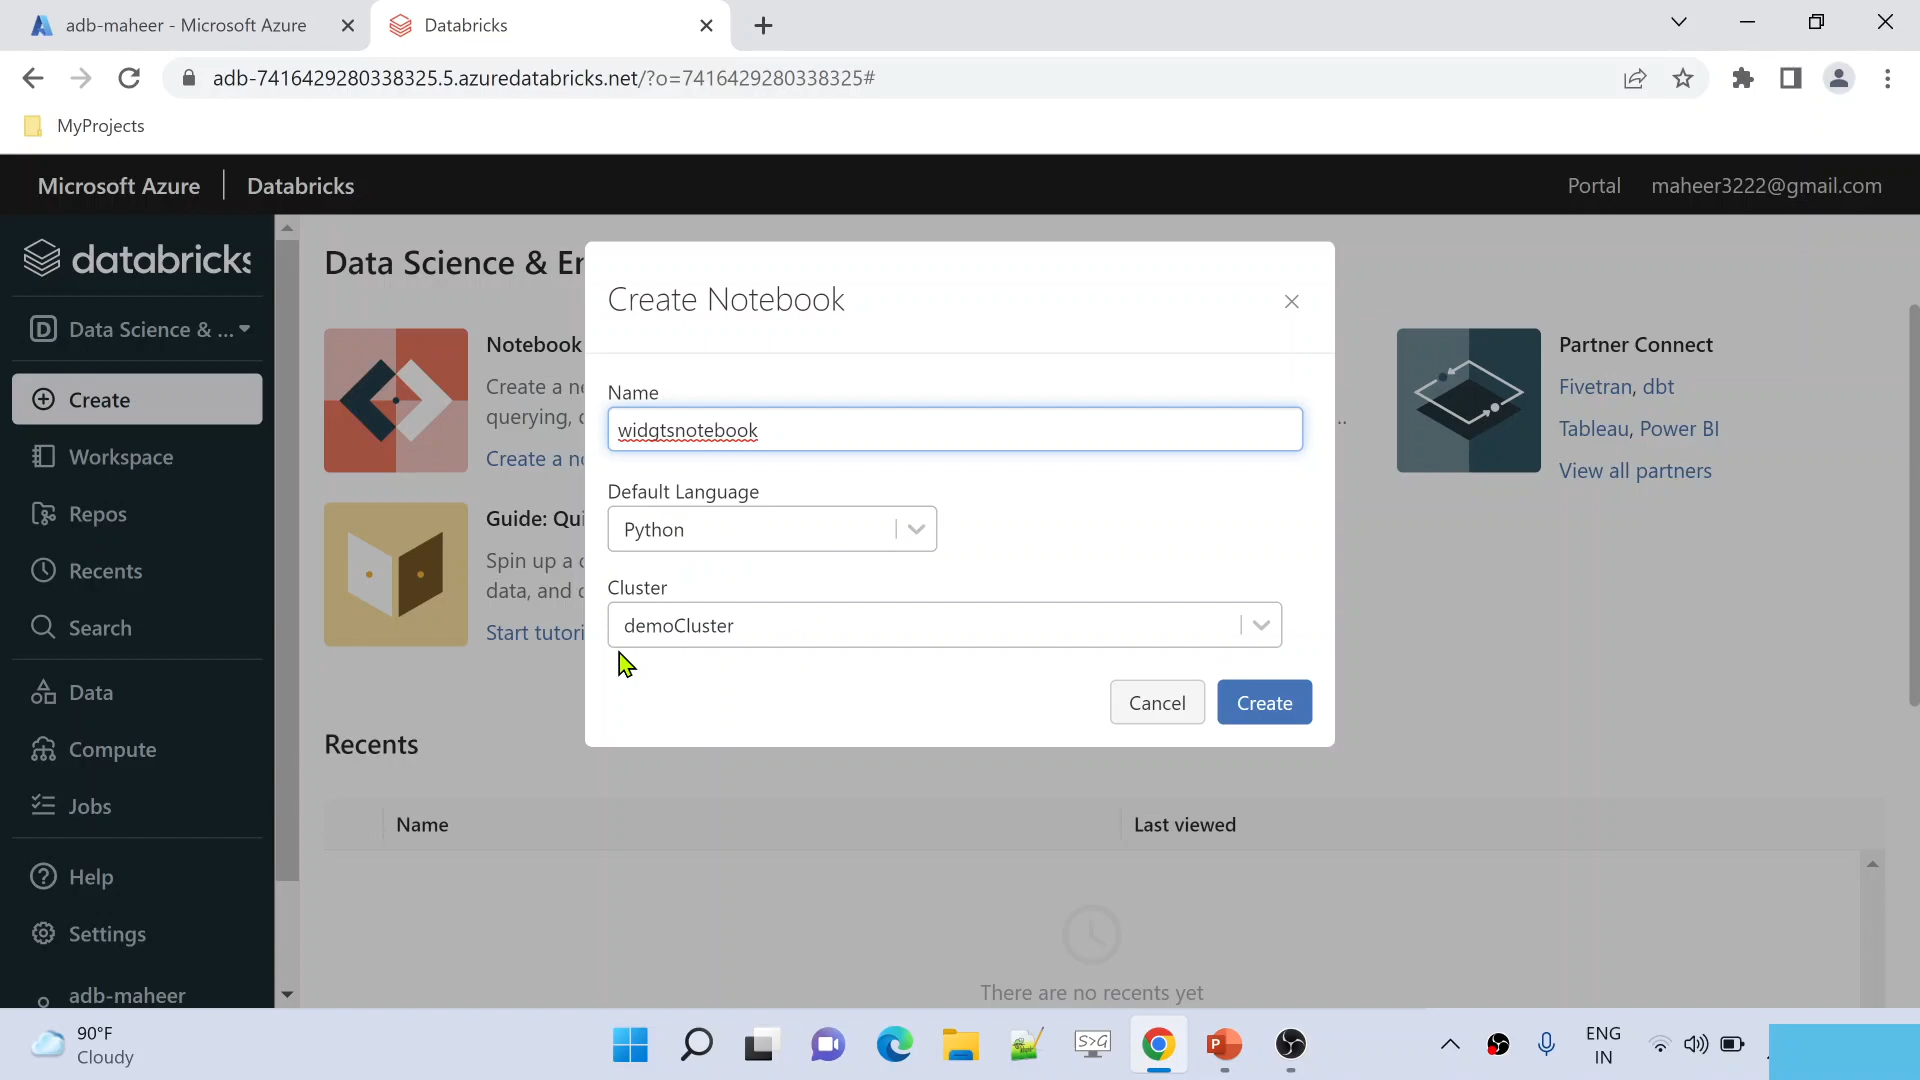 adb-maheer - Microsoft Azure
Databricks
adb-7416429280338325.5.azuredatabricks.net/?o=7416429280338325#
MyProjects
Microsoft Azure | Databricks
Portal
maheer3222@gmail.com
databricks
D Data Science & ...
Create
Workspace
Repos
Recents
Search
Data
Compute
Jobs
Help
Settings
adb-maheer
Data Science & En
Notebook
Create a ne
querying, c
Create a no
Guide: Qui
Spin up a c
data, and c
Start tutori
Create Notebook
Name
widgtsnotebook
Default Language
Python
Cluster
demoCluster
Cancel
Create
..
Partner Connect
Fivetran, dbt
Tableau, Power BI
View all partners
Recents
Name
Last viewed
There are no recents yet
90°F
Cloudy
S>G
P
ENG
IN